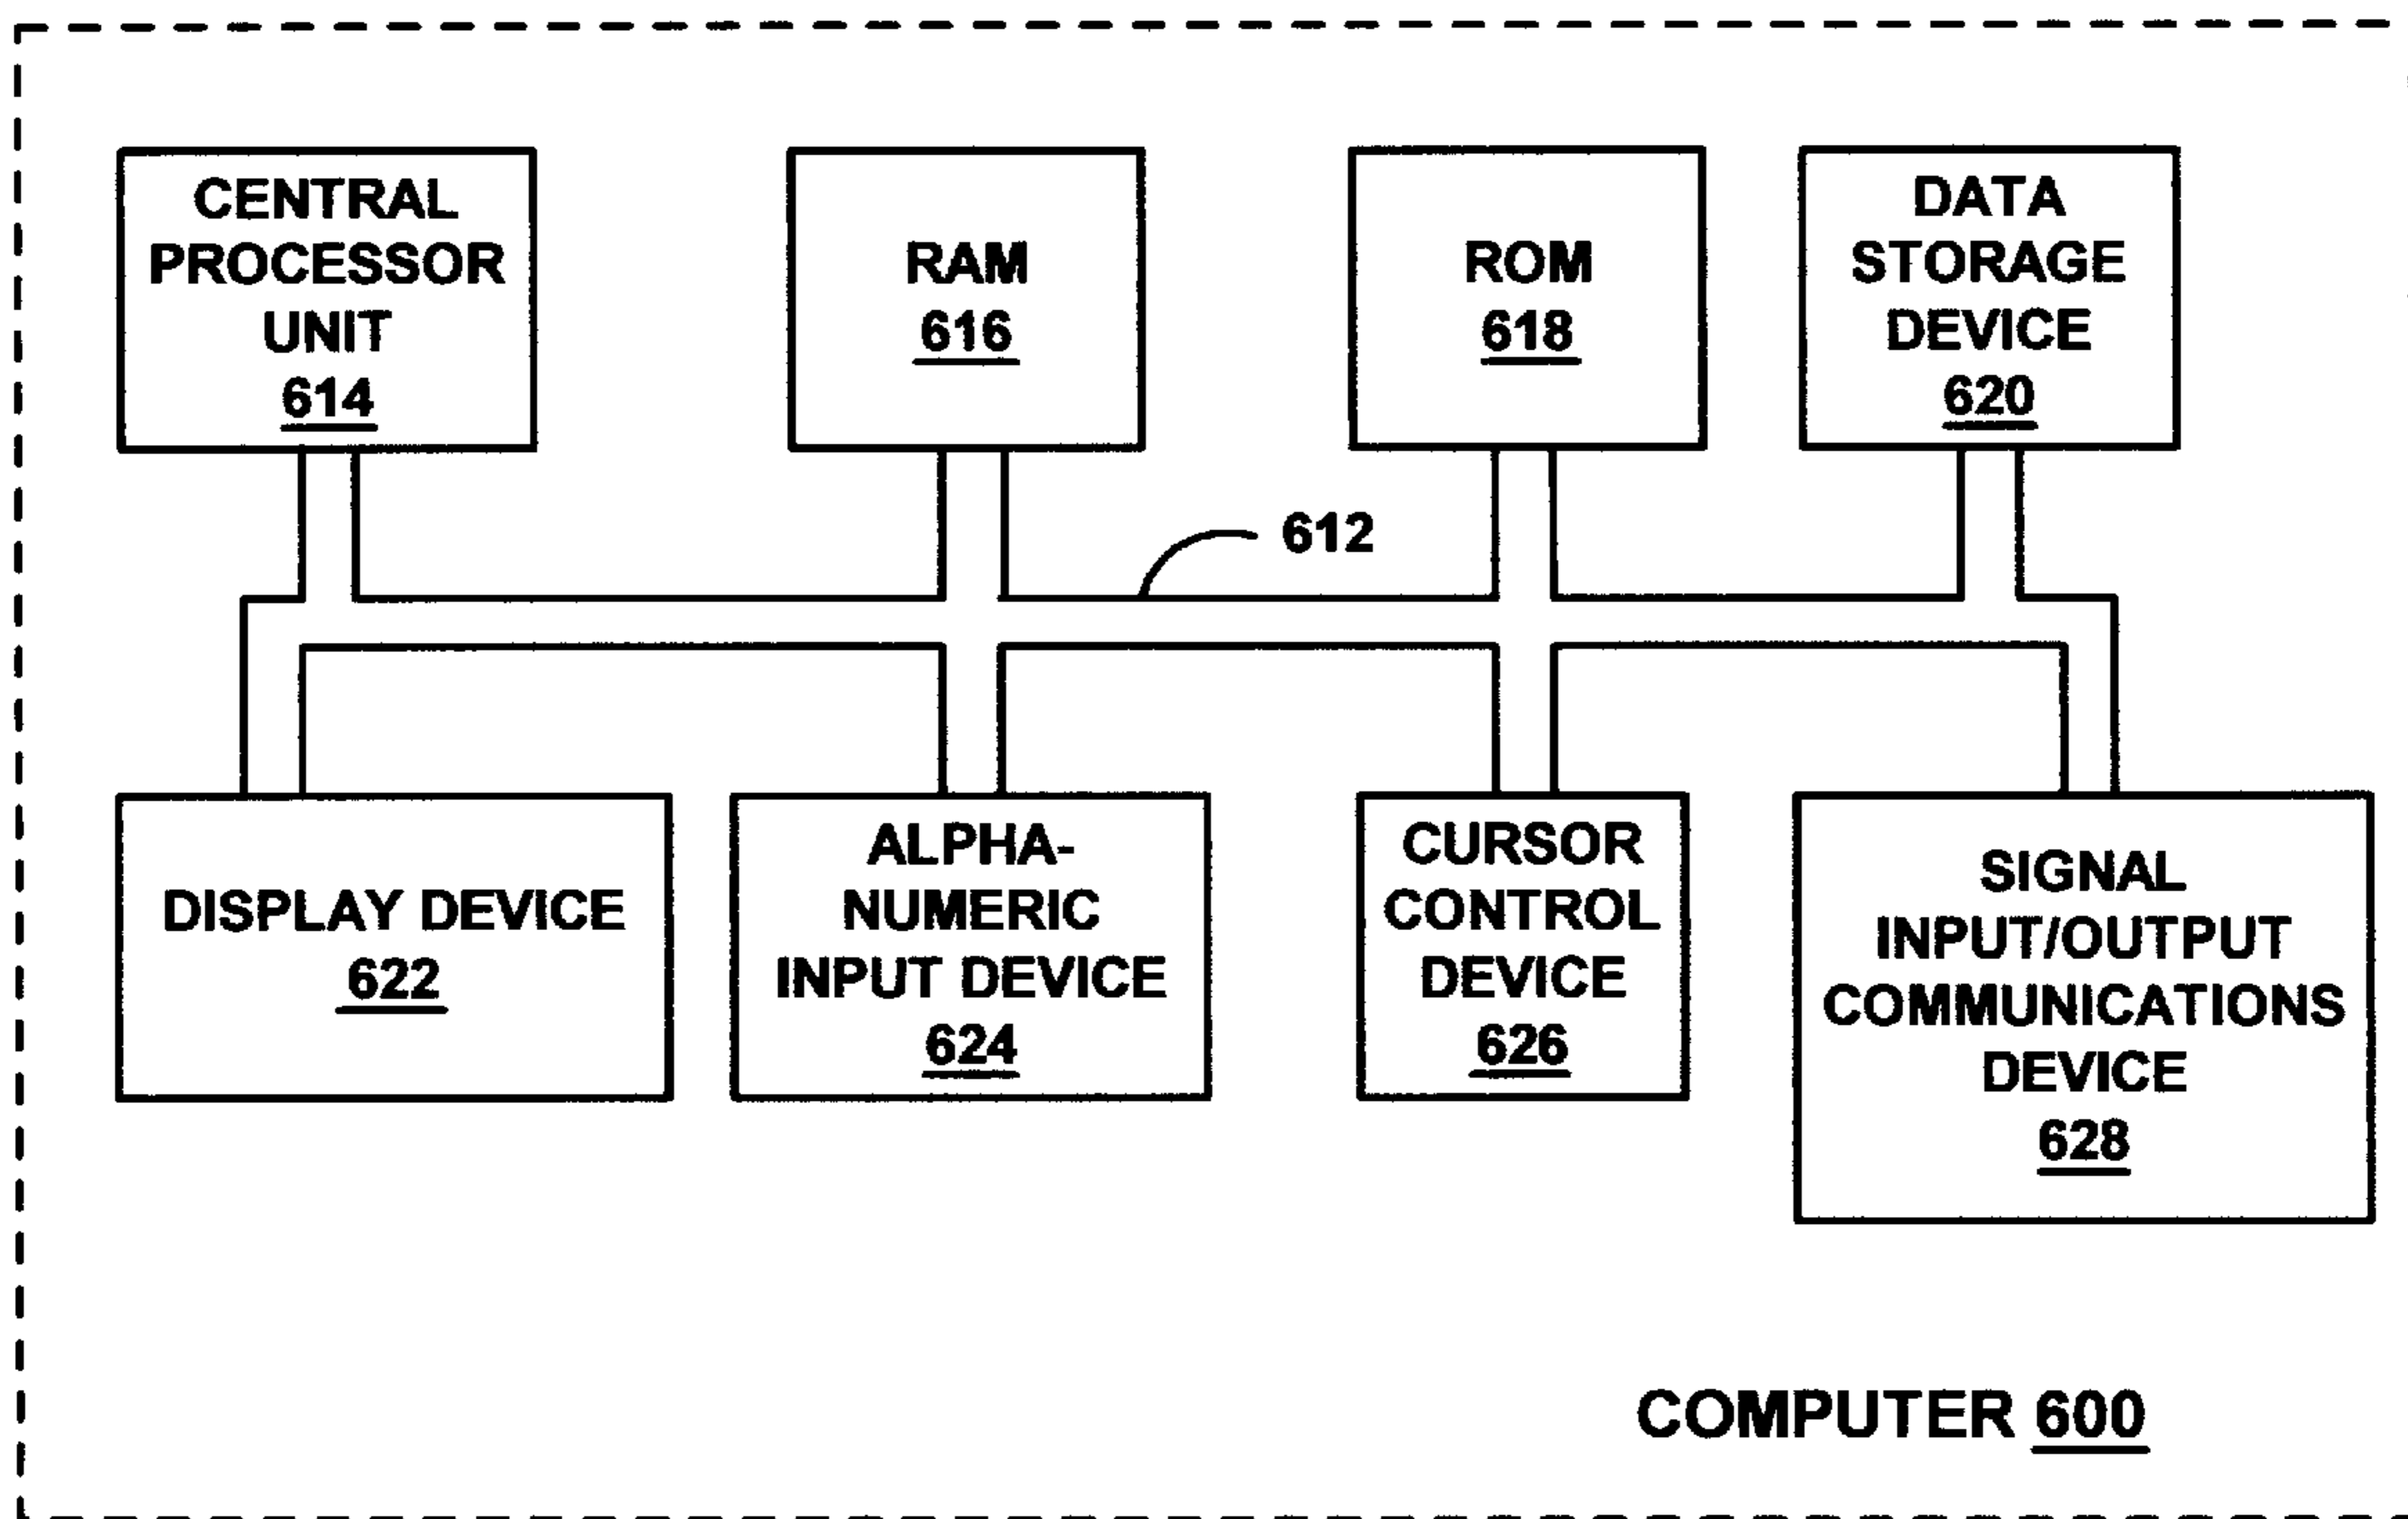 CENTRAL
PROCESSOR
UNIT
614
RAM
616
ROM
618
DATA
STORAGE
DEVICE
620
612
DISPLAY DEVICE
622
ALPHA-
NUMERIC
INPUT DEVICE
624
CURSOR
CONTROL
DEVICE
626
SIGNAL
INPUT/OUTPUT
COMMUNICATIONS
DEVICE
628
COMPUTER 600